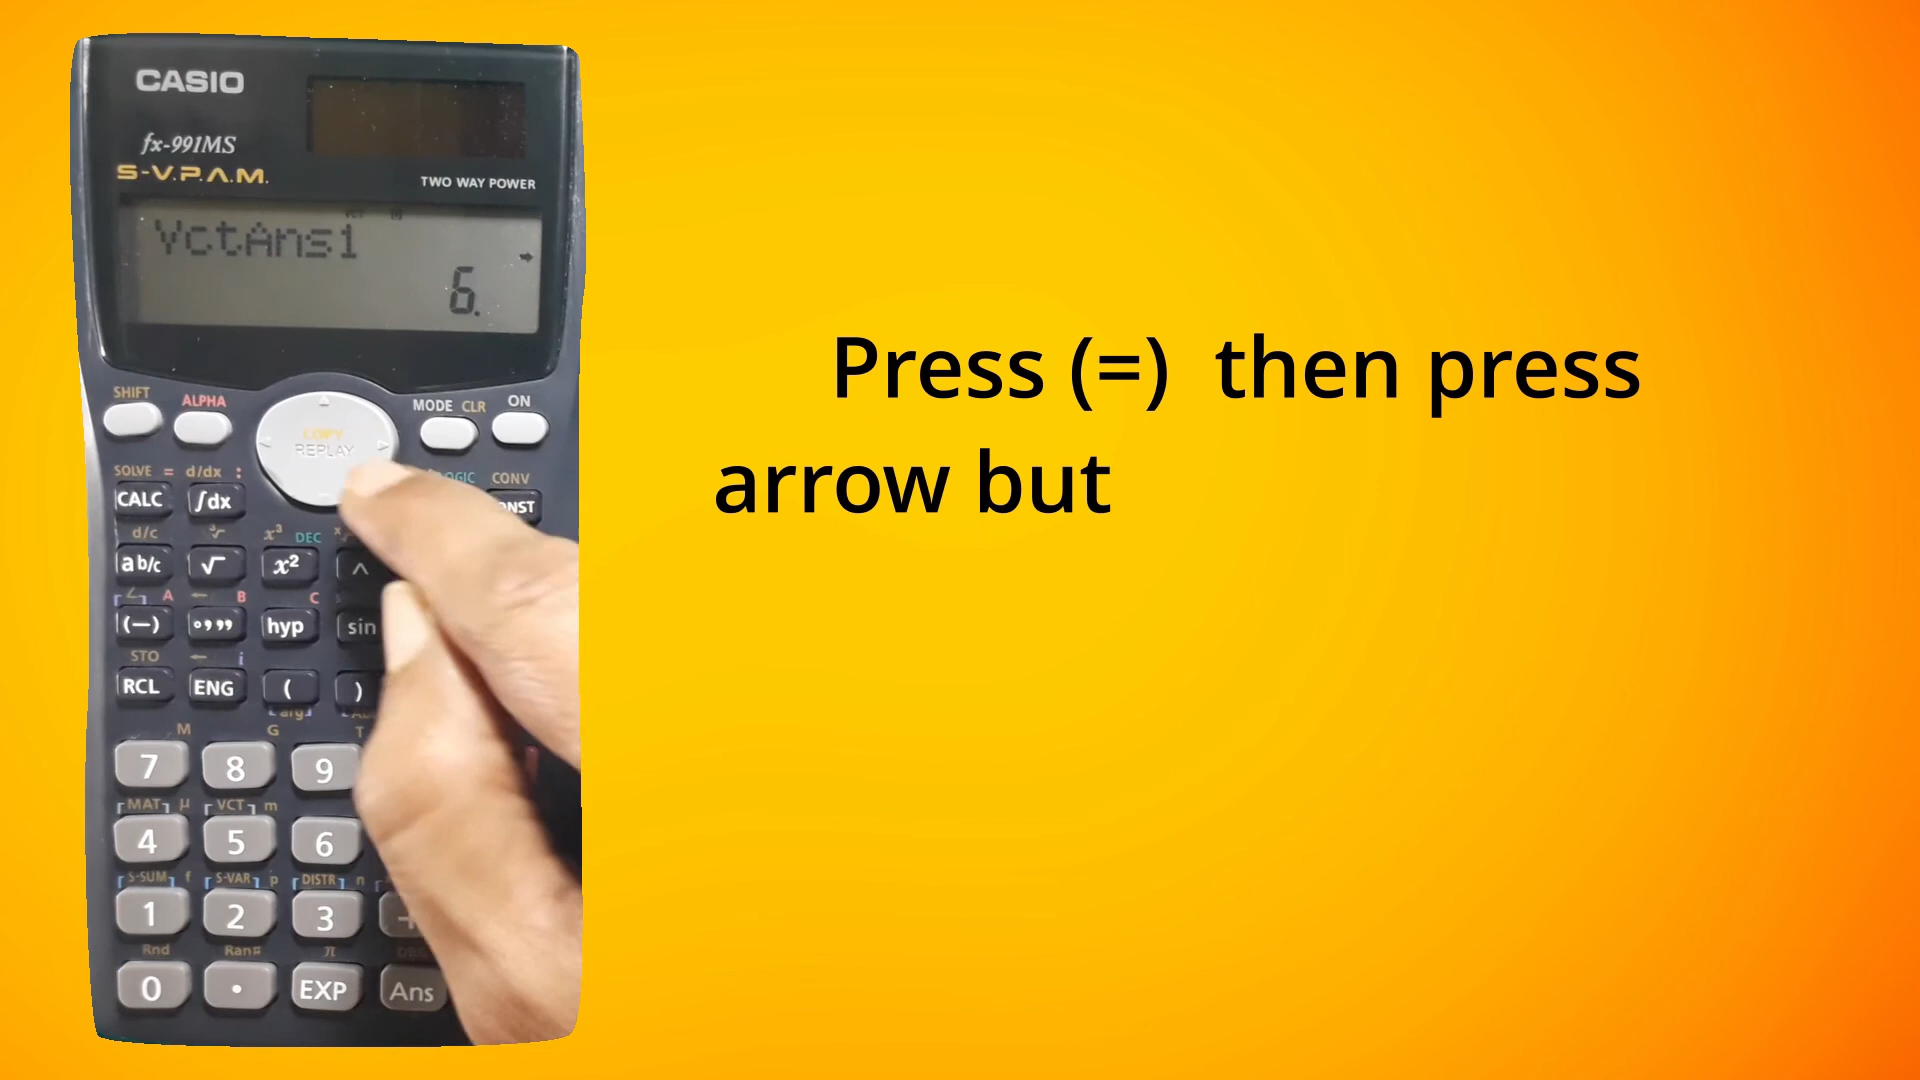 CASIO
fx-991MS
S-V.P.A.M.
TWO WAY POWER
VctAns1
6.
Press (=) then press
arrow but
SHIFT
ALPHA
MODE CLR
ON
COPY
REPLAY
SOLVE = d/dx :
CONV
CALC
∫dx
d/c
x³ DEC
a b/c
√
x²
^
A
B
C
(−)
hyp
sin
STO
i
RCL
ENG
(
)
arg
M
G
T
7
8
9
MAT μ
VCT m
4
5
6
S-SUM f
S-VAR p
DISTR n
1
2
3
Rnd
Ran#
π
0
•
EXP
Ans